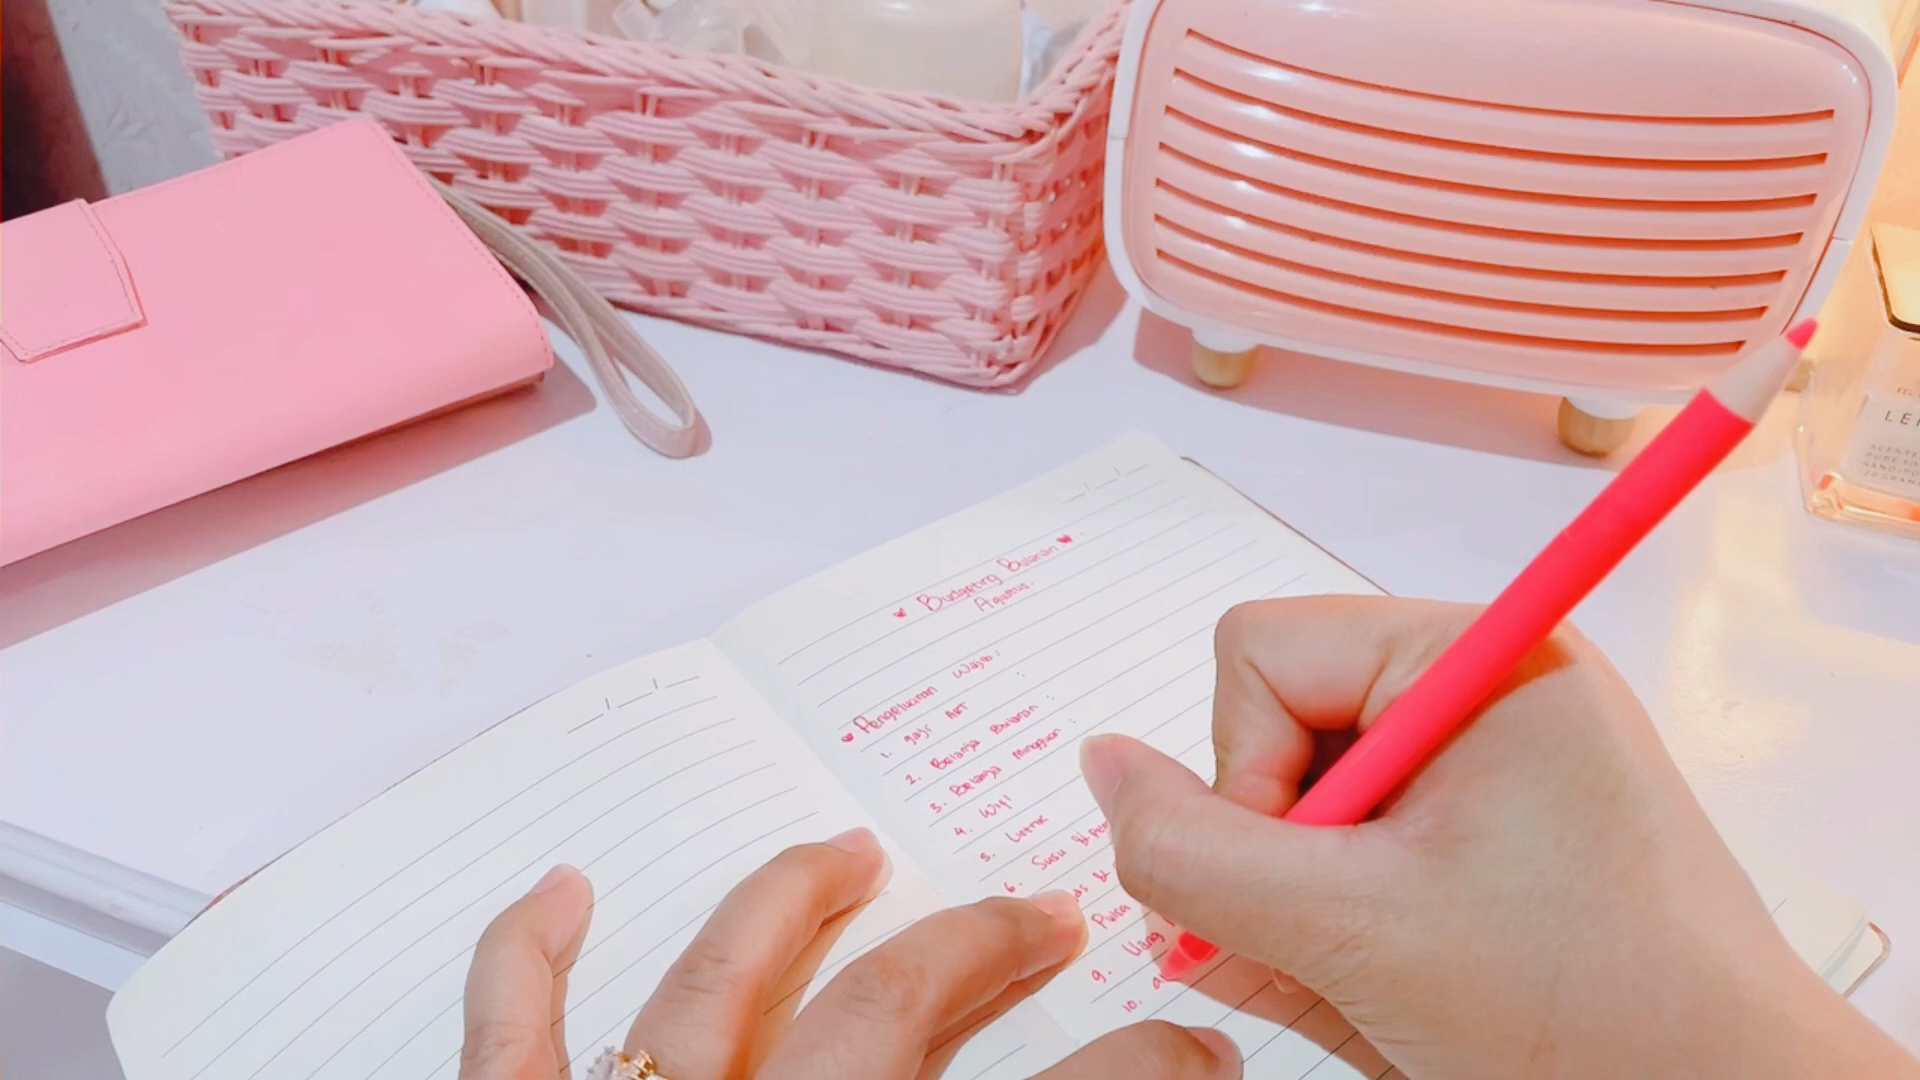 Budgeting Bulanan
Agustus.
Pengeluaran Wajib:
1. gaji ART :
2. Belanja Bulanan :
3. Belanja Mingguan :
4. Wifi
5. Listrik
6. Susu &
&
Pulsa
9. Uang
10. a
SCENTE